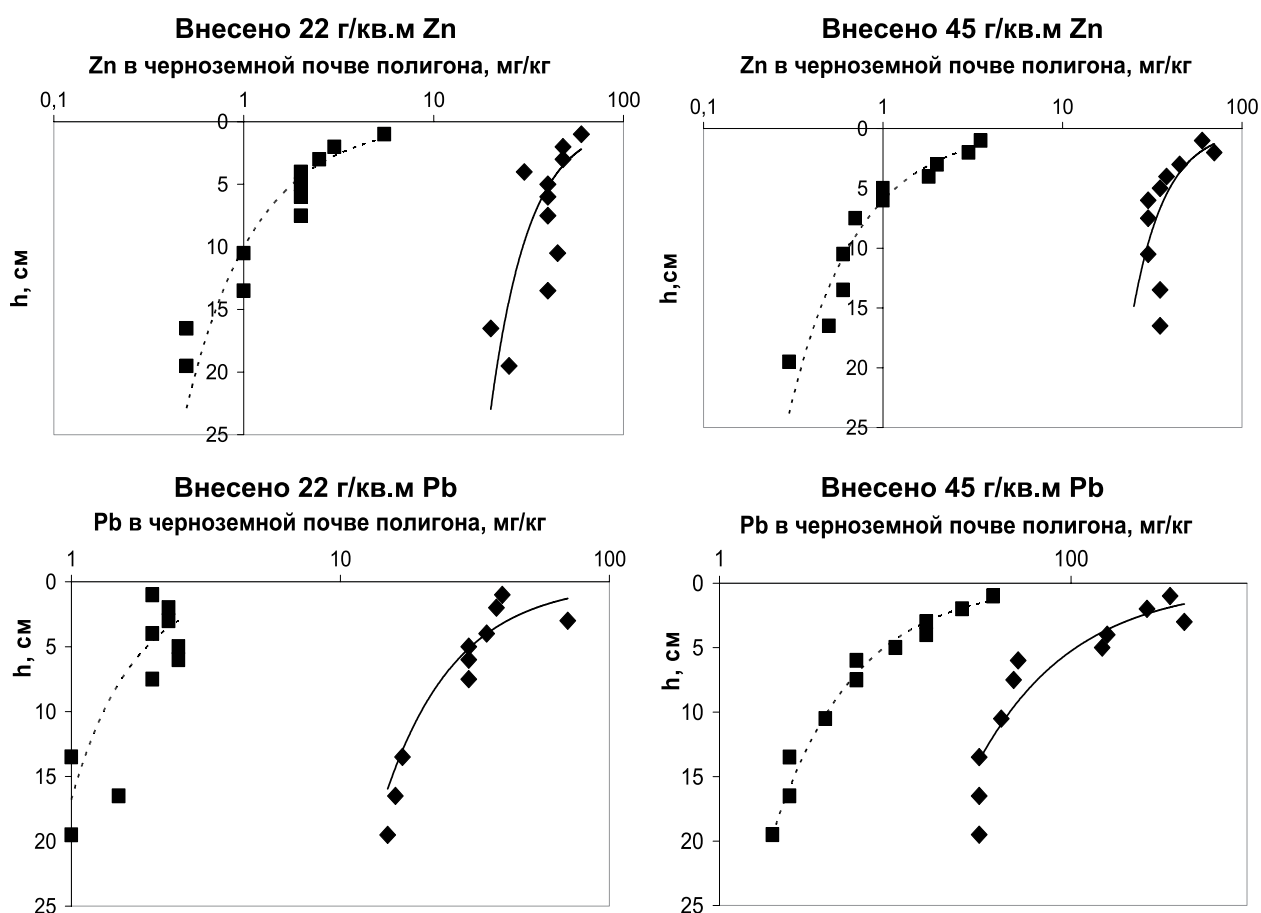 Внесено 22 г/кв.м Zn
Zn в черноземной почве полигона, мг/кг
0,1 1 10 100
0
5
10
15
20
25
h, см
Внесено 45 г/кв.м Zn
Zn в черноземной почве полигона, мг/кг
0,1 1 10 100
0
5
10
15
20
25
h,см
Внесено 22 г/кв.м Pb
Pb в черноземной почве полигона, мг/кг
1 10 100
0
5
10
15
20
25
h, см
Внесено 45 г/кв.м Pb
Pb в черноземной почве полигона, мг/кг
1 100
0
5
10
15
20
25
h, см